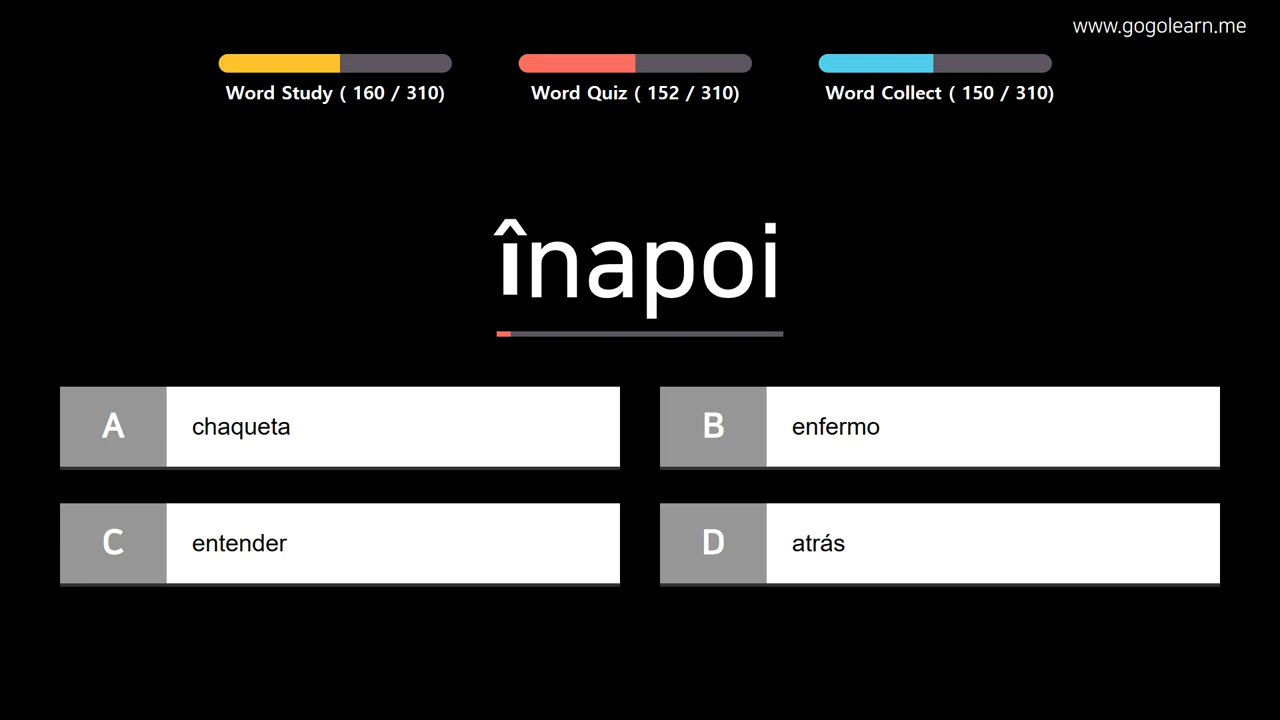 www.gogolearn.me
Word Study ( 160 / 310)
Word Quiz ( 152 / 310)
Word Collect ( 150 / 310)
înapoi
A chaqueta
B enfermo
C entender
D atrás